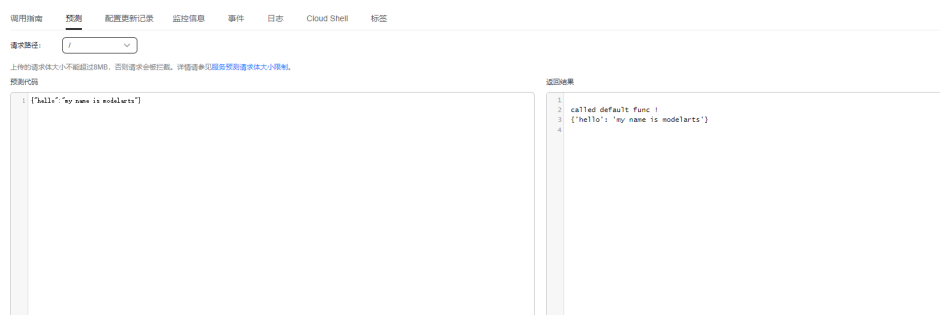 调用指南 预测 配置更新记录 监控信息 事件 日志 Cloud Shell 标签
请求路径： /
上传的请求体大小不能超过8MB，否则请求会被拦截。详情请参见服务预测请求体大小限制。
预测代码
1 {"hello":"my name is modelarts"}
返回结果
1
2 called default func !
3 {'hello': 'my name is modelarts'}
4